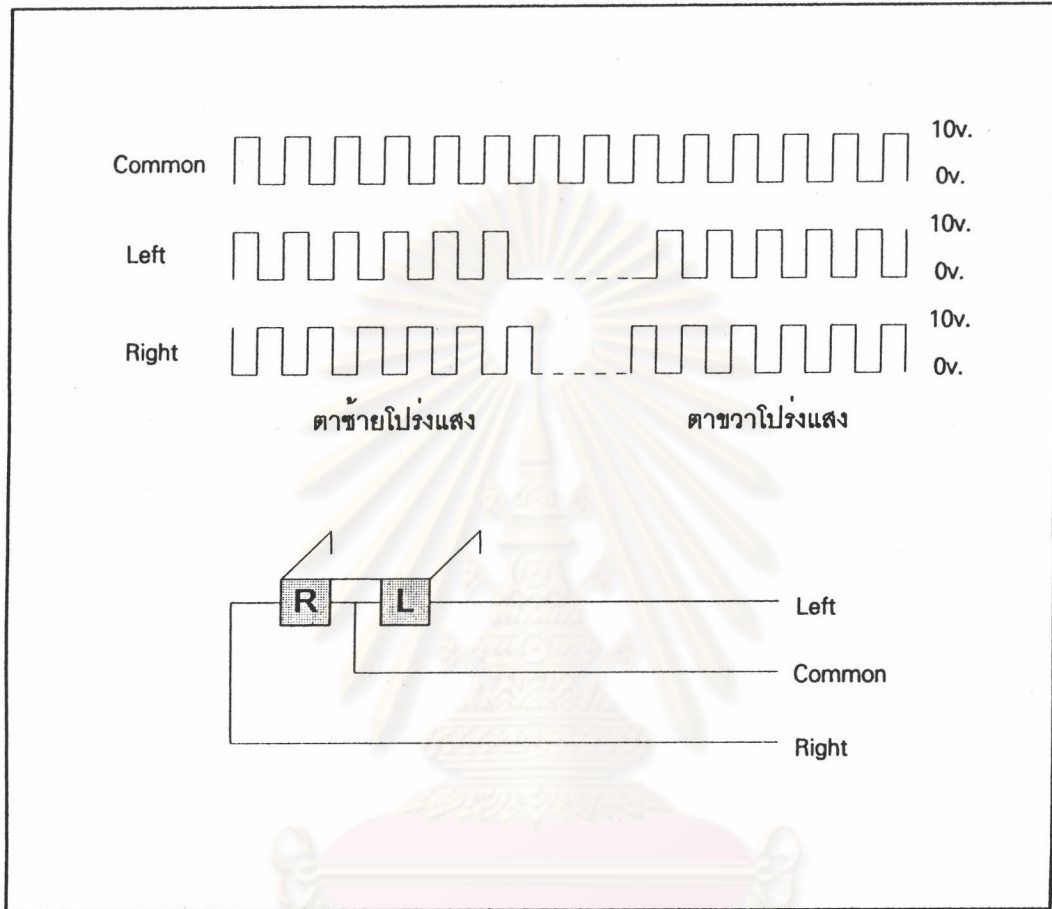 Common
10v.
0v.
Left
10v.
0v.
Right
10v.
0v.
ตาซ้ายโปร่งแสง
ตาขวาโปร่งแสง
R
L
Left
Common
Right